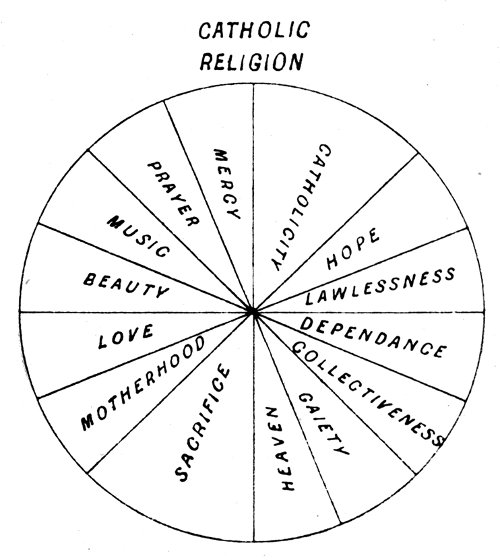 CATHOLIC
RELIGION
CATHOLICITY
HOPE
LAWLESSNESS
DEPENDANCE
COLLECTIVENESS
GAIETY
HEAVEN
SACRIFICE
MOTHERHOOD
LOVE
BEAUTY
MUSIC
PRAYER
MERCY